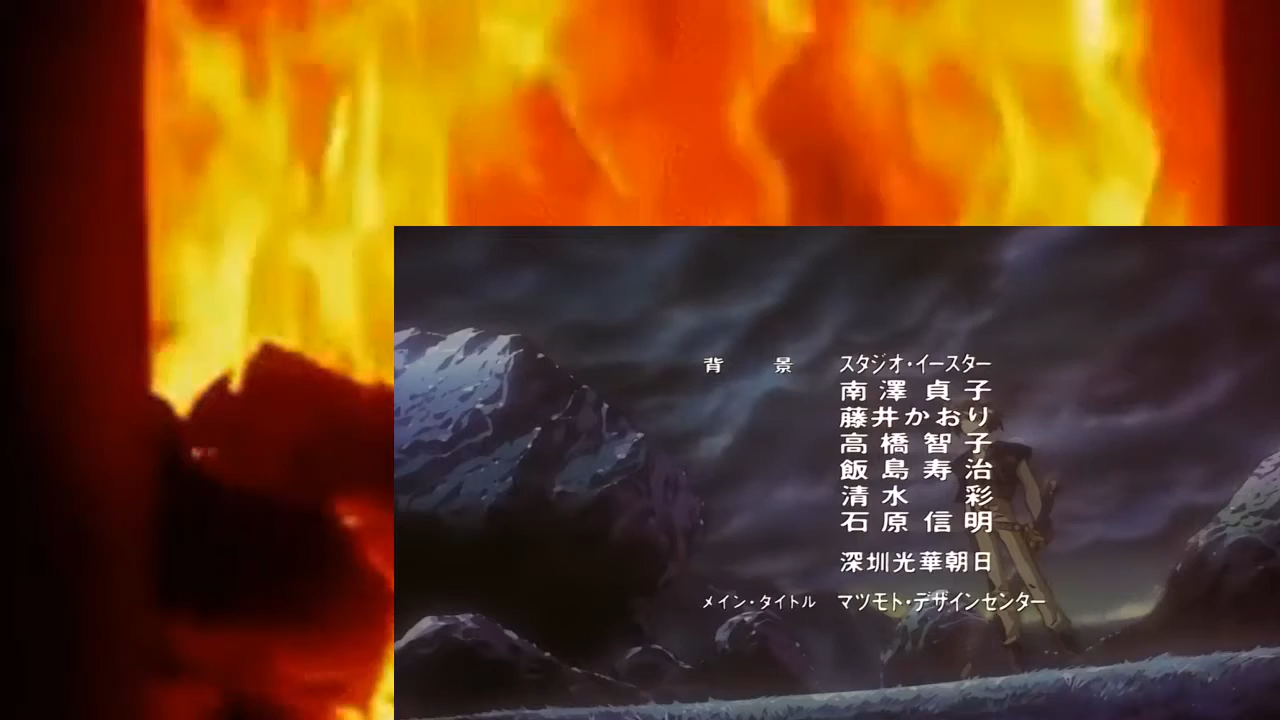 背景 スタジオ・イースター
南澤貞子
藤井かおり
高橋智子
飯島寿治
清水彩
石原信明
深圳光華朝日
メイン・タイトル マツモト・デザインセンター